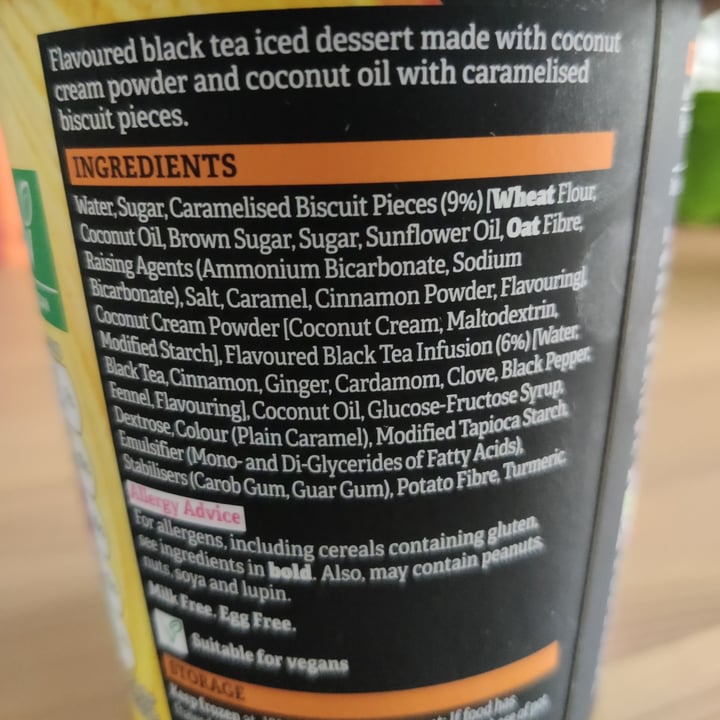 Flavoured black tea iced dessert made with coconut
cream powder and coconut oil with caramelised
biscuit pieces.
INGREDIENTS
Water, Sugar, Caramelised Biscuit Pieces (9%) [Wheat Flour,
Coconut Oil, Brown Sugar, Sugar, Sunflower Oil, Oat Fibre,
Raising Agents (Ammonium Bicarbonate, Sodium
Bicarbonate), Salt, Caramel, Cinnamon Powder, Flavouring],
Coconut Cream Powder [Coconut Cream, Maltodextrin,
Modified Starch], Flavoured Black Tea Infusion (6%) [Water,
Black Tea, Cinnamon, Ginger, Cardamom, Clove, Black Pepper,
Fennel, Flavouring], Coconut Oil, Glucose-Fructose Syrup,
Dextrose, Colour (Plain Caramel), Modified Tapioca Starch,
Emulsifier (Mono- and Di-Glycerides of Fatty Acids),
Stabilisers (Carob Gum, Guar Gum), Potato Fibre, Turmeric.
Allergy Advice
For allergens, including cereals containing gluten,
see ingredients in bold. Also, may contain peanuts,
nuts, soya and lupin.
Milk Free. Egg Free.
Suitable for vegans
STORAGE
Keep frozen at If food has